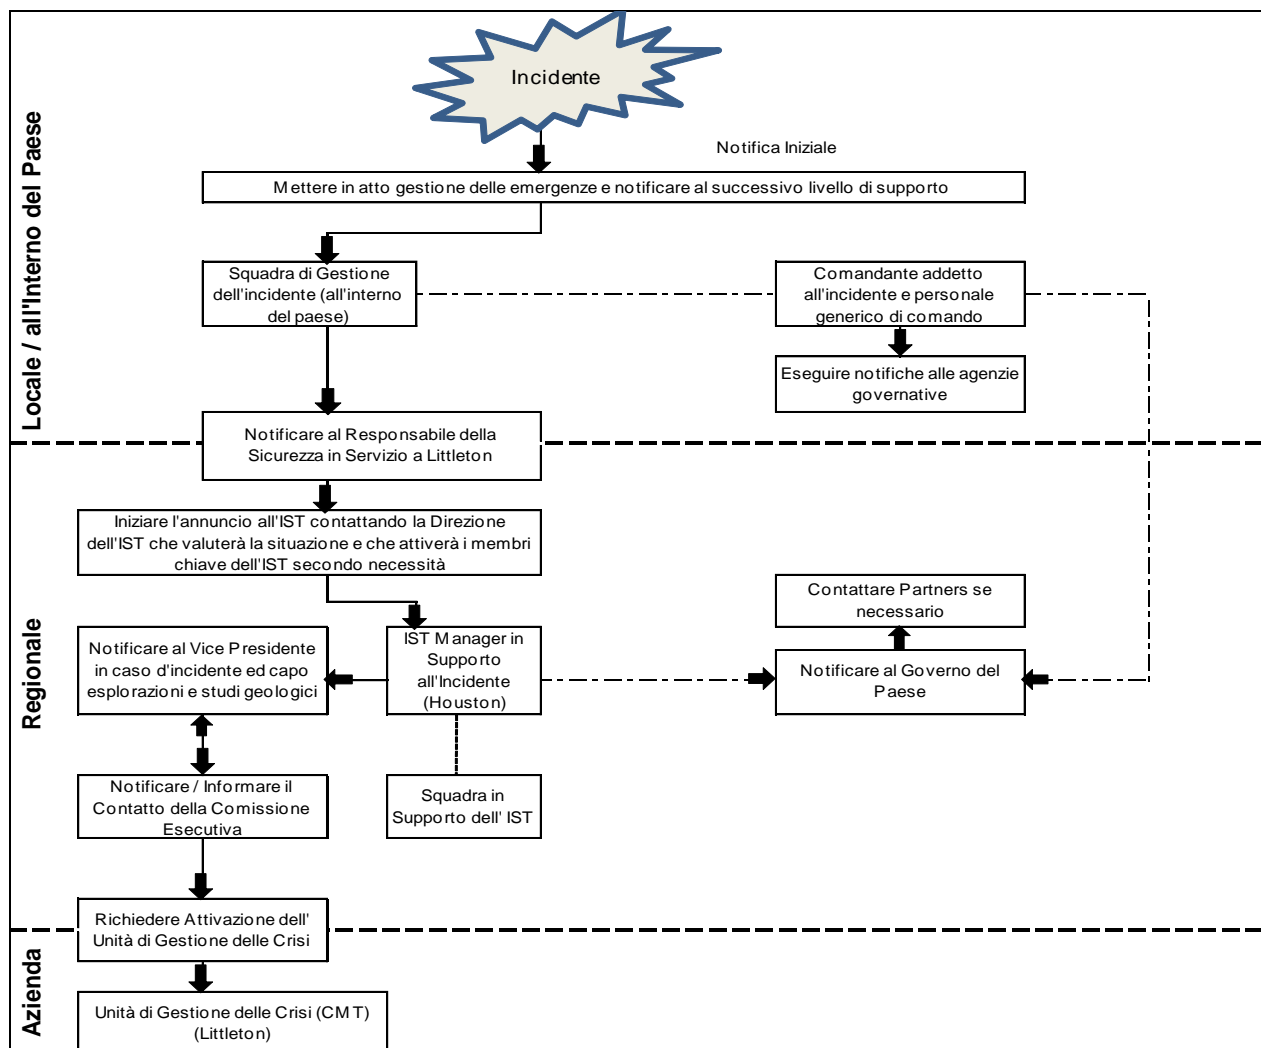 Incidente
Notifica Iniziale
Mettere in atto gestione delle emergenze e notificare al successivo livello di supporto
Locale / all'Interno del Paese
Squadra di Gestione
dell'incidente (all'interno
del paese)
Comandante addetto
all'incidente e personale
generico di comando
Eseguire notifiche alle agenzie
governative
Notificare al Responsabile della
Sicurezza in Servizio a Littleton
Regionale
Iniziare l'annuncio all'IST contattando la Direzione
dell'IST che valuterà la situazione e che attiverà i membri
chiave dell'IST secondo necessità
Contattare Partners se
necessario
Notificare al Vice Presidente
in caso d'incidente ed capo
esplorazioni e studi geologici
IST Manager in
Supporto
all'Incidente
(Houston)
Notificare al Governo del
Paese
Notificare / Informare il
Contatto della Comissione
Esecutiva
Squadra in
Supporto dell' IST
Richiedere Attivazione dell'
Unità di Gestione delle Crisi
Azienda
Unità di Gestione delle Crisi (CMT)
(Littleton)